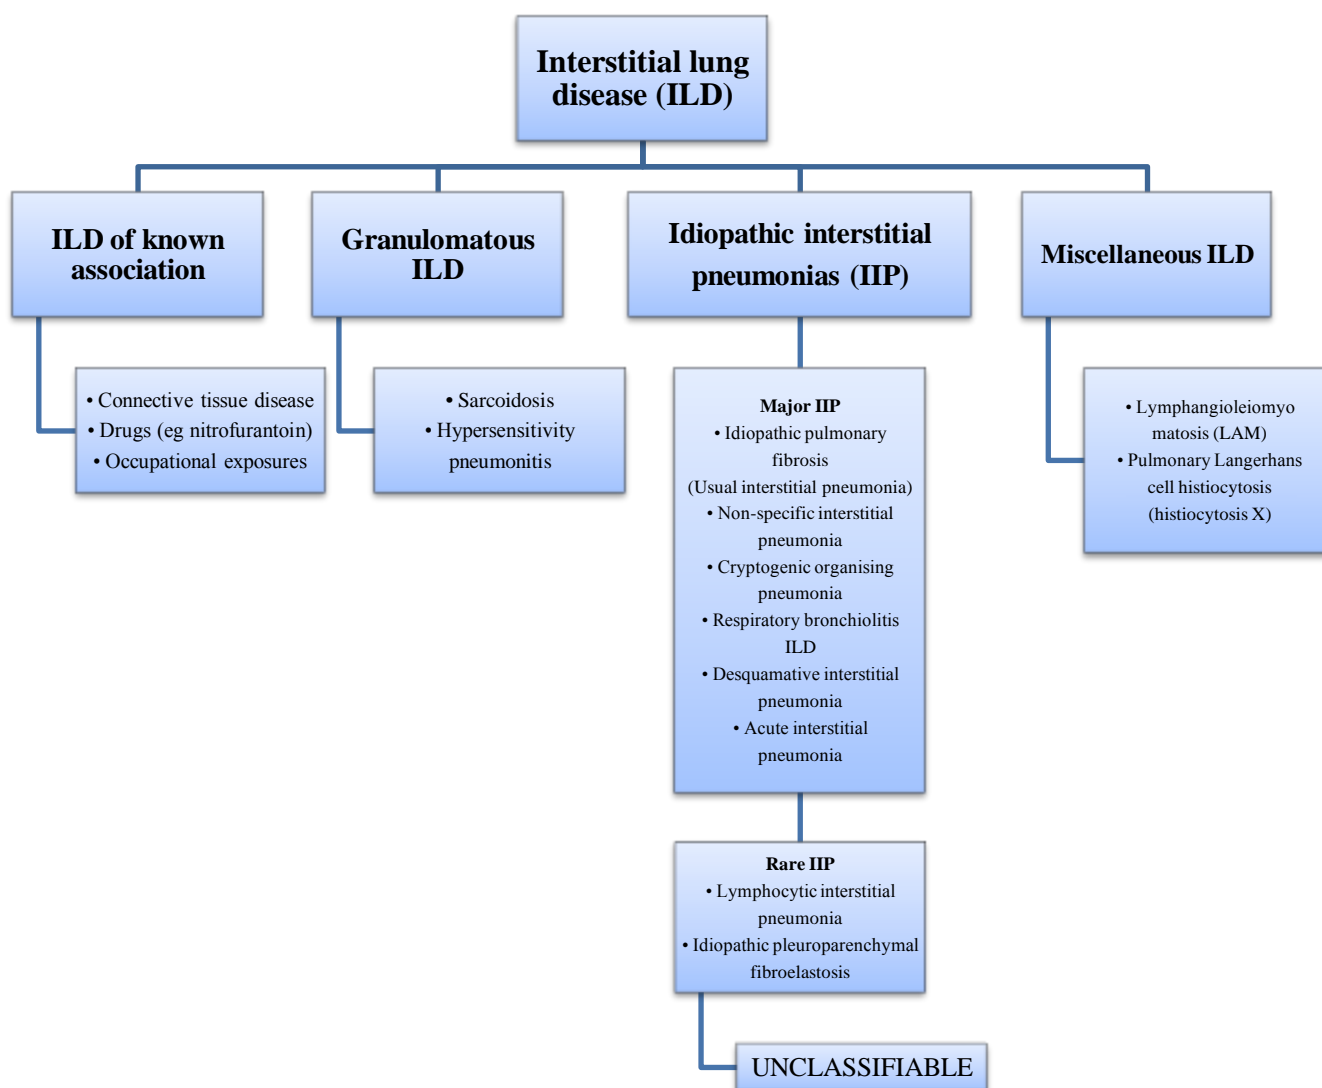 Interstitial lung
disease (ILD)
ILD of known
association
Granulomatous
ILD
Idiopathic interstitial
pneumonias (IIP)
Miscellaneous ILD
• Connective tissue disease
• Drugs (eg nitrofurantoin)
• Occupational exposures
• Sarcoidosis
• Hypersensitivity
pneumonitis
Major IIP
• Idiopathic pulmonary
fibrosis
(Usual interstitial pneumonia)
• Non-specific interstitial
pneumonia
• Cryptogenic organising
pneumonia
• Respiratory bronchiolitis
ILD
• Desquamative interstitial
pneumonia
• Acute interstitial
pneumonia
• Lymphangioleiomyo
matosis (LAM)
• Pulmonary Langerhans
cell histiocytosis
(histiocytosis X)
Rare IIP
• Lymphocytic interstitial
pneumonia
• Idiopathic pleuroparenchymal
fibroelastosis
UNCLASSIFIABLE